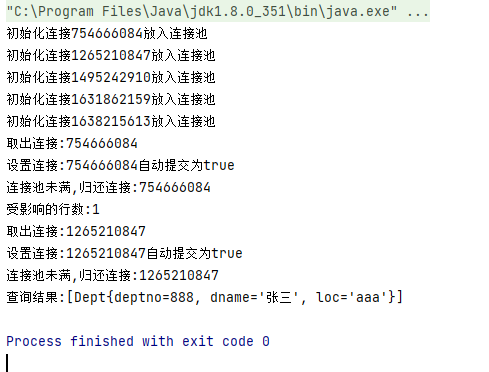 "C:\Program Files\Java\jdk1.8.0_351\bin\java.exe" ...
初始化连接754666084放入连接池
初始化连接1265210847放入连接池
初始化连接1495242910放入连接池
初始化连接1631862159放入连接池
初始化连接1638215613放入连接池
取出连接:754666084
设置连接:754666084自动提交为true
连接池未满,归还连接:754666084
受影响的行数:1
取出连接:1265210847
设置连接:1265210847自动提交为true
连接池未满,归还连接:1265210847
查询结果:[Dept{deptno=888, dname='张三', loc='aaa'}]
Process finished with exit code 0